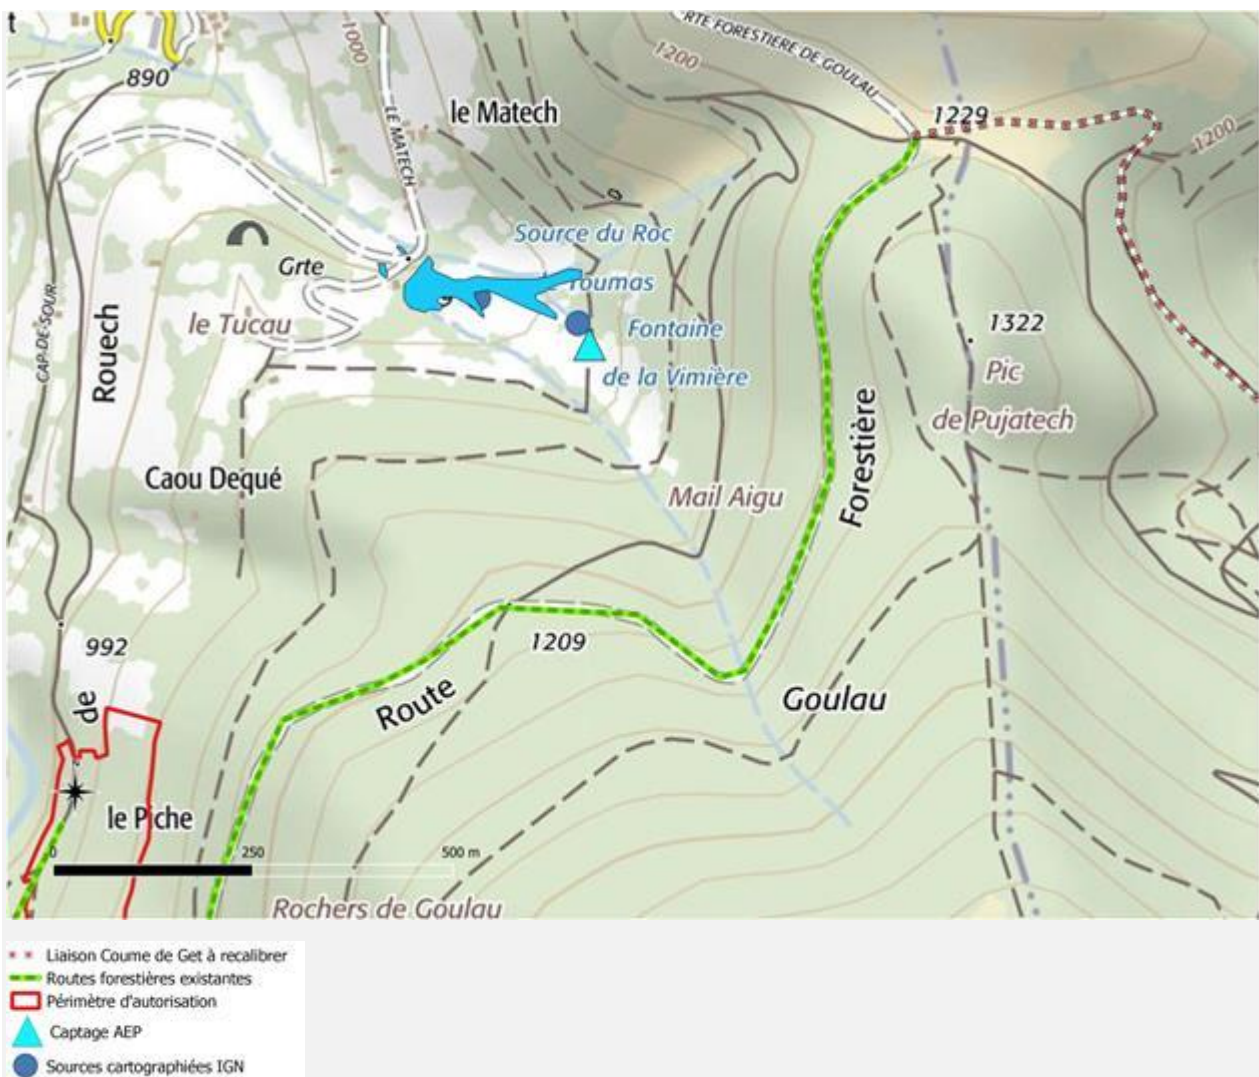 t
890
1000
LE MATECH
le Matech
1200
RTE FORESTIERE DE GOULAU
1229
1200
Source du Roc
Toumas
Grte
le Tucau
CAP-DE-SOUR
Rouech
Fontaine
de la Vimière
1322
Pic
de Pujatech
Caou Dequé
Mail Aigu
Forestière
992
de
1209
Route
Goulau
le Piche
0
250
500 m
Rochers de Goulau
Liaison Coume de Get à recalibrer
Routes forestières existantes
Périmètre d'autorisation
Captage AEP
Sources cartographiées IGN